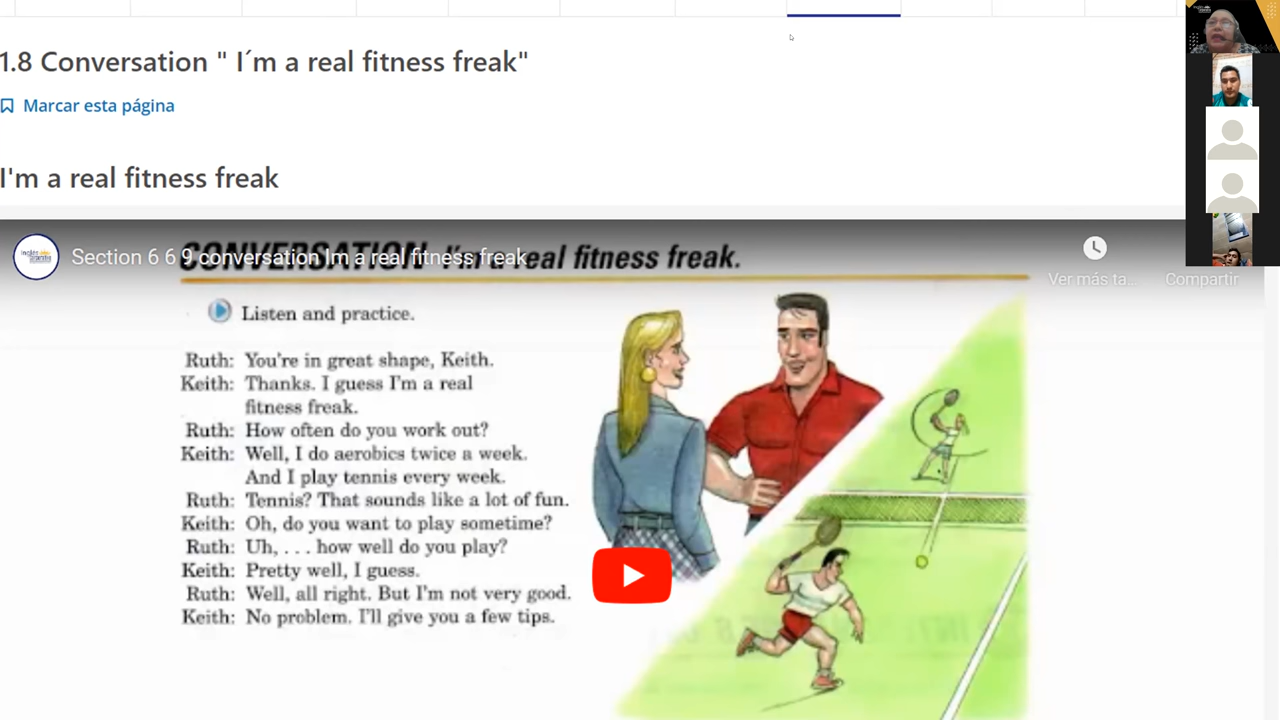 1.8 Conversation " I´m a real fitness freak"
Marcar esta página
I'm a real fitness freak
Section 6 6 9 conversation Im a real fitness freak
CONVERSATION I'm a real fitness freak.
Ver más ta...
Compartir
Listen and practice.
Ruth: You're in great shape, Keith.
Keith: Thanks. I guess I'm a real
fitness freak.
Ruth: How often do you work out?
Keith: Well, I do aerobics twice a week.
And I play tennis every week.
Ruth: Tennis? That sounds like a lot of fun.
Keith: Oh, do you want to play sometime?
Ruth: Uh, . . . how well do you play?
Keith: Pretty well, I guess.
Ruth: Well, all right. But I'm not very good.
Keith: No problem. I'll give you a few tips.